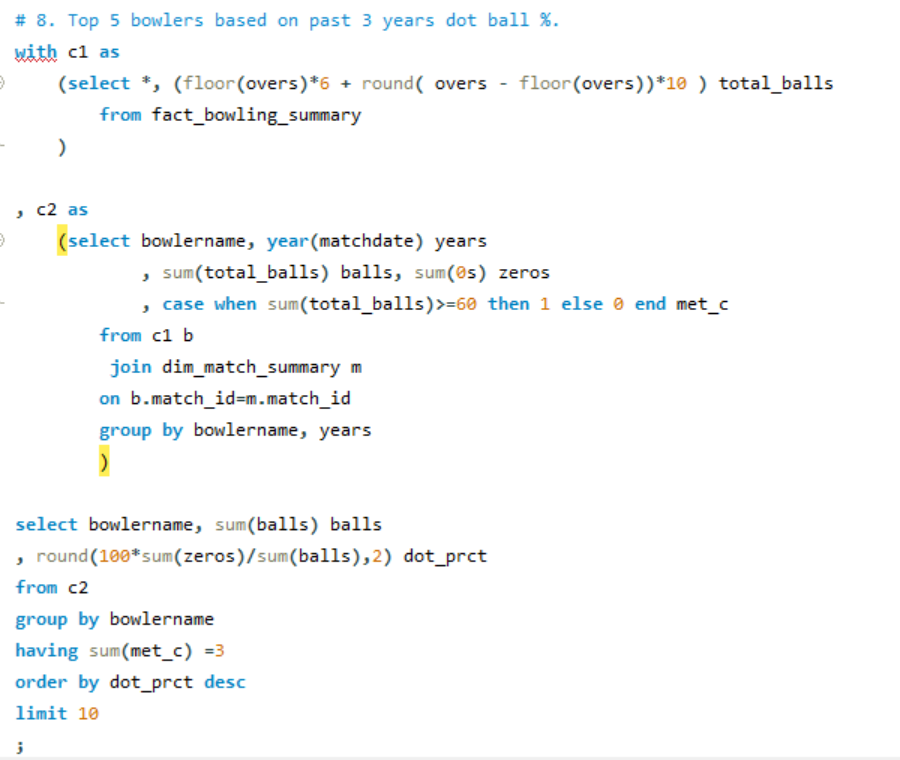 # 8. Top 5 bowlers based on past 3 years dot ball %.
with c1 as
(select *, (floor(overs)*6 + round( overs - floor(overs))*10 ) total_balls
from fact_bowling_summary
)
, c2 as
(select bowlername, year(matchdate) years
, sum(total_balls) balls, sum(0s) zeros
, case when sum(total_balls)>=60 then 1 else 0 end met_c
from c1 b
join dim_match_summary m
on b.match_id=m.match_id
group by bowlername, years
)
select bowlername, sum(balls) balls
, round(100*sum(zeros)/sum(balls),2) dot_prct
from c2
group by bowlername
having sum(met_c) =3
order by dot_prct desc
limit 10
;